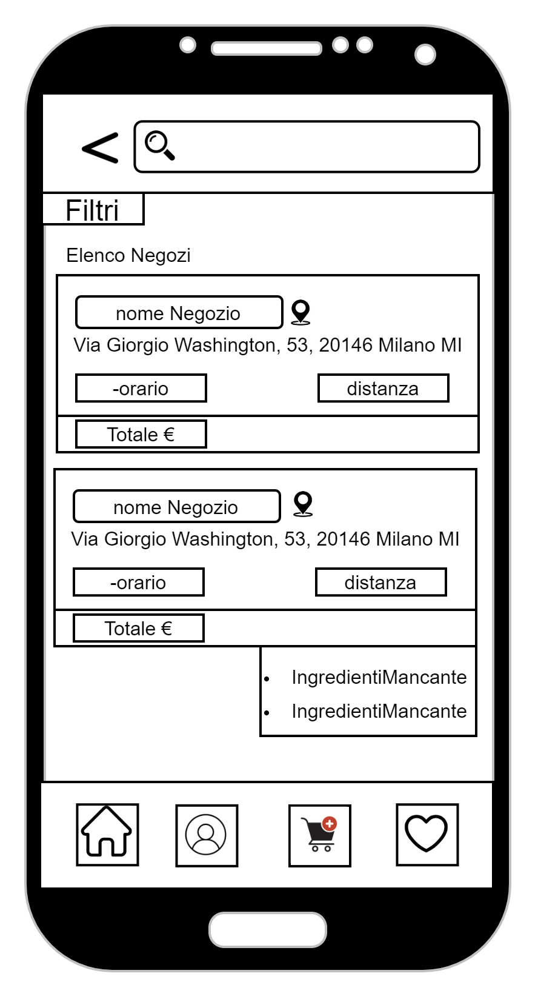 Filtri
Elenco Negozi
nome Negozio
Via Giorgio Washington, 53, 20146 Milano MI
-orario
distanza
Totale €
nome Negozio
Via Giorgio Washington, 53, 20146 Milano MI
-orario
distanza
Totale €
• IngredientiMancante
• IngredientiMancante